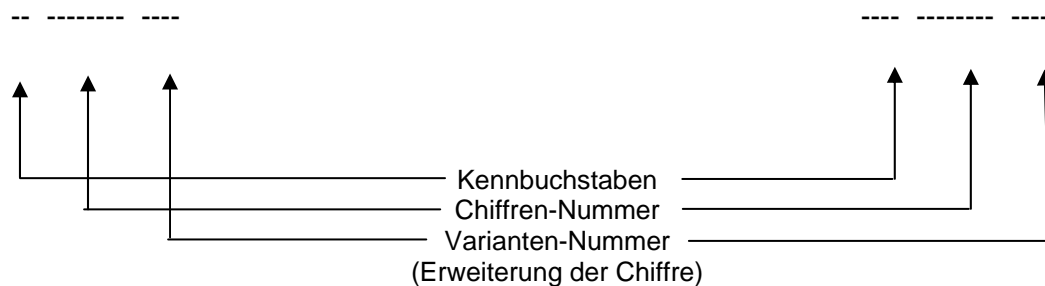 -- -------- ---- ---- -------- ----
Kennbuchstaben
Chiffren-Nummer
Varianten-Nummer
(Erweiterung der Chiffre)